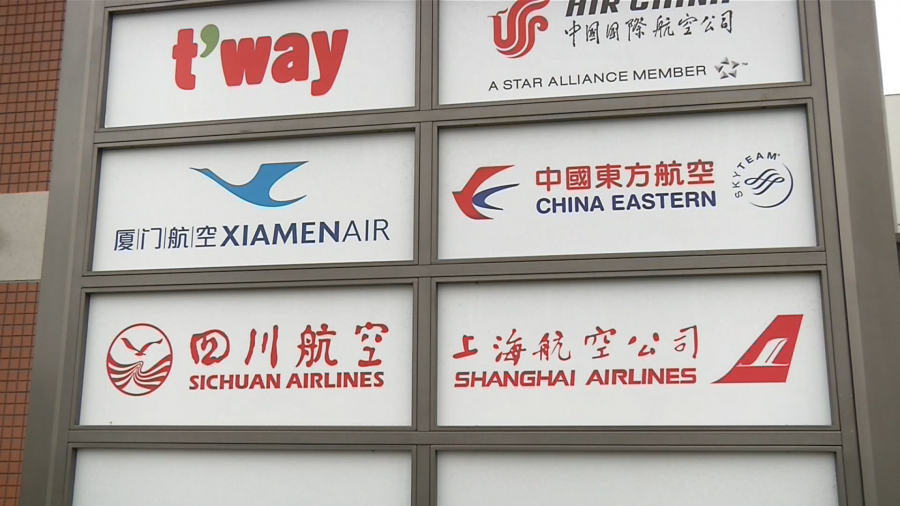 t'way
AIR CHINA
中国国際航空公司
A STAR ALLIANCE MEMBER ™
厦门航空 XIAMENAIR
中國東方航空
CHINA EASTERN
SKYTEAM
四川航空
SICHUAN AIRLINES
上海航空公司
SHANGHAI AIRLINES